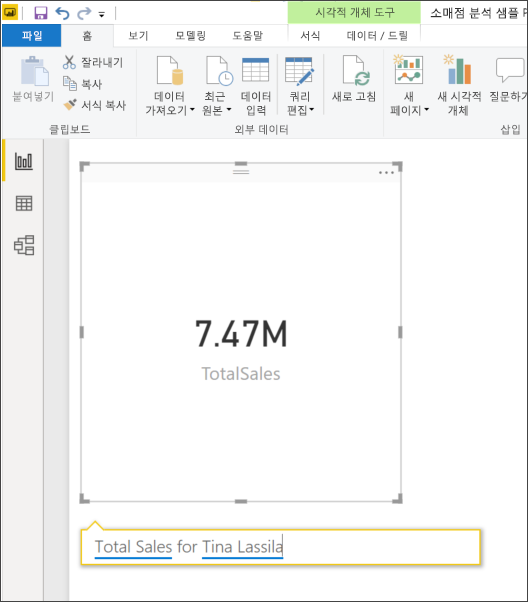 시각적 개체 도구
소매점 분석 샘플 P
파일 홈 보기 모델링 도움말 서식 데이터 / 드릴
붙여넣기
잘라내기
복사
서식 복사
클립보드
데이터 가져오기
최근 원본
데이터 입력
쿼리 편집
외부 데이터
새로 고침
새 페이지
새 시각적 개체
질문하기
삽입
7.47M
TotalSales
Total Sales for Tina Lassila